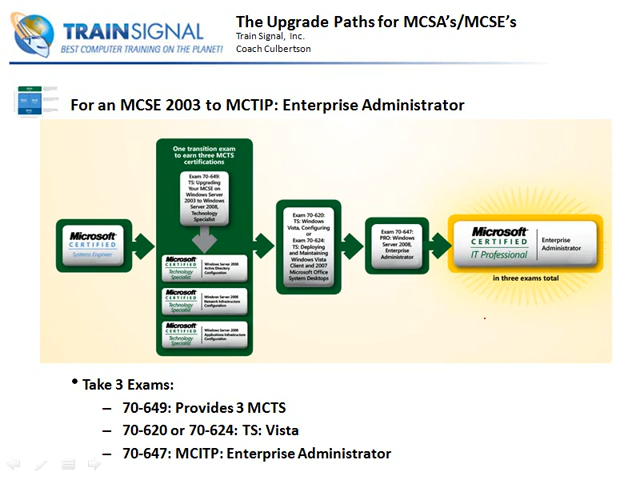 TRAINSIGNAL
BEST COMPUTER TRAINING ON THE PLANET!
The Upgrade Paths for MCSA's/MCSE's
Train Signal, Inc.
Coach Culbertson
For an MCSE 2003 to MCTIP: Enterprise Administrator
One transition exam
to earn three MCTS
certifications
Exam 70-649:
TS: Upgrading
Your MCSE on
Windows Server
2003 to Windows
Server 2008,
Technology
Specialist
Microsoft
CERTIFIED
Systems Engineer
Microsoft
CERTIFIED
Technology
Specialist
Windows Server 2008
Active Directory
Configuration
Microsoft
CERTIFIED
Technology
Specialist
Windows Server 2008
Network Infrastructure
Configuration
Microsoft
CERTIFIED
Technology
Specialist
Windows Server 2008
Applications Infrastructure
Configuration
Exam 70-620:
TS: Windows
Vista, Configuring
or
Exam 70-624:
TS: Deploying and
Maintaining
Windows Vista
Client and 2007
Microsoft Office
System Desktops
Exam 70-647:
PRO: Windows
Server 2008,
Enterprise
Administrator
Microsoft
CERTIFIED
IT Professional
Enterprise
Administrator
in three exams total
• Take 3 Exams:
– 70-649: Provides 3 MCTS
– 70-620 or 70-624: TS: Vista
– 70-647: MCITP: Enterprise Administrator